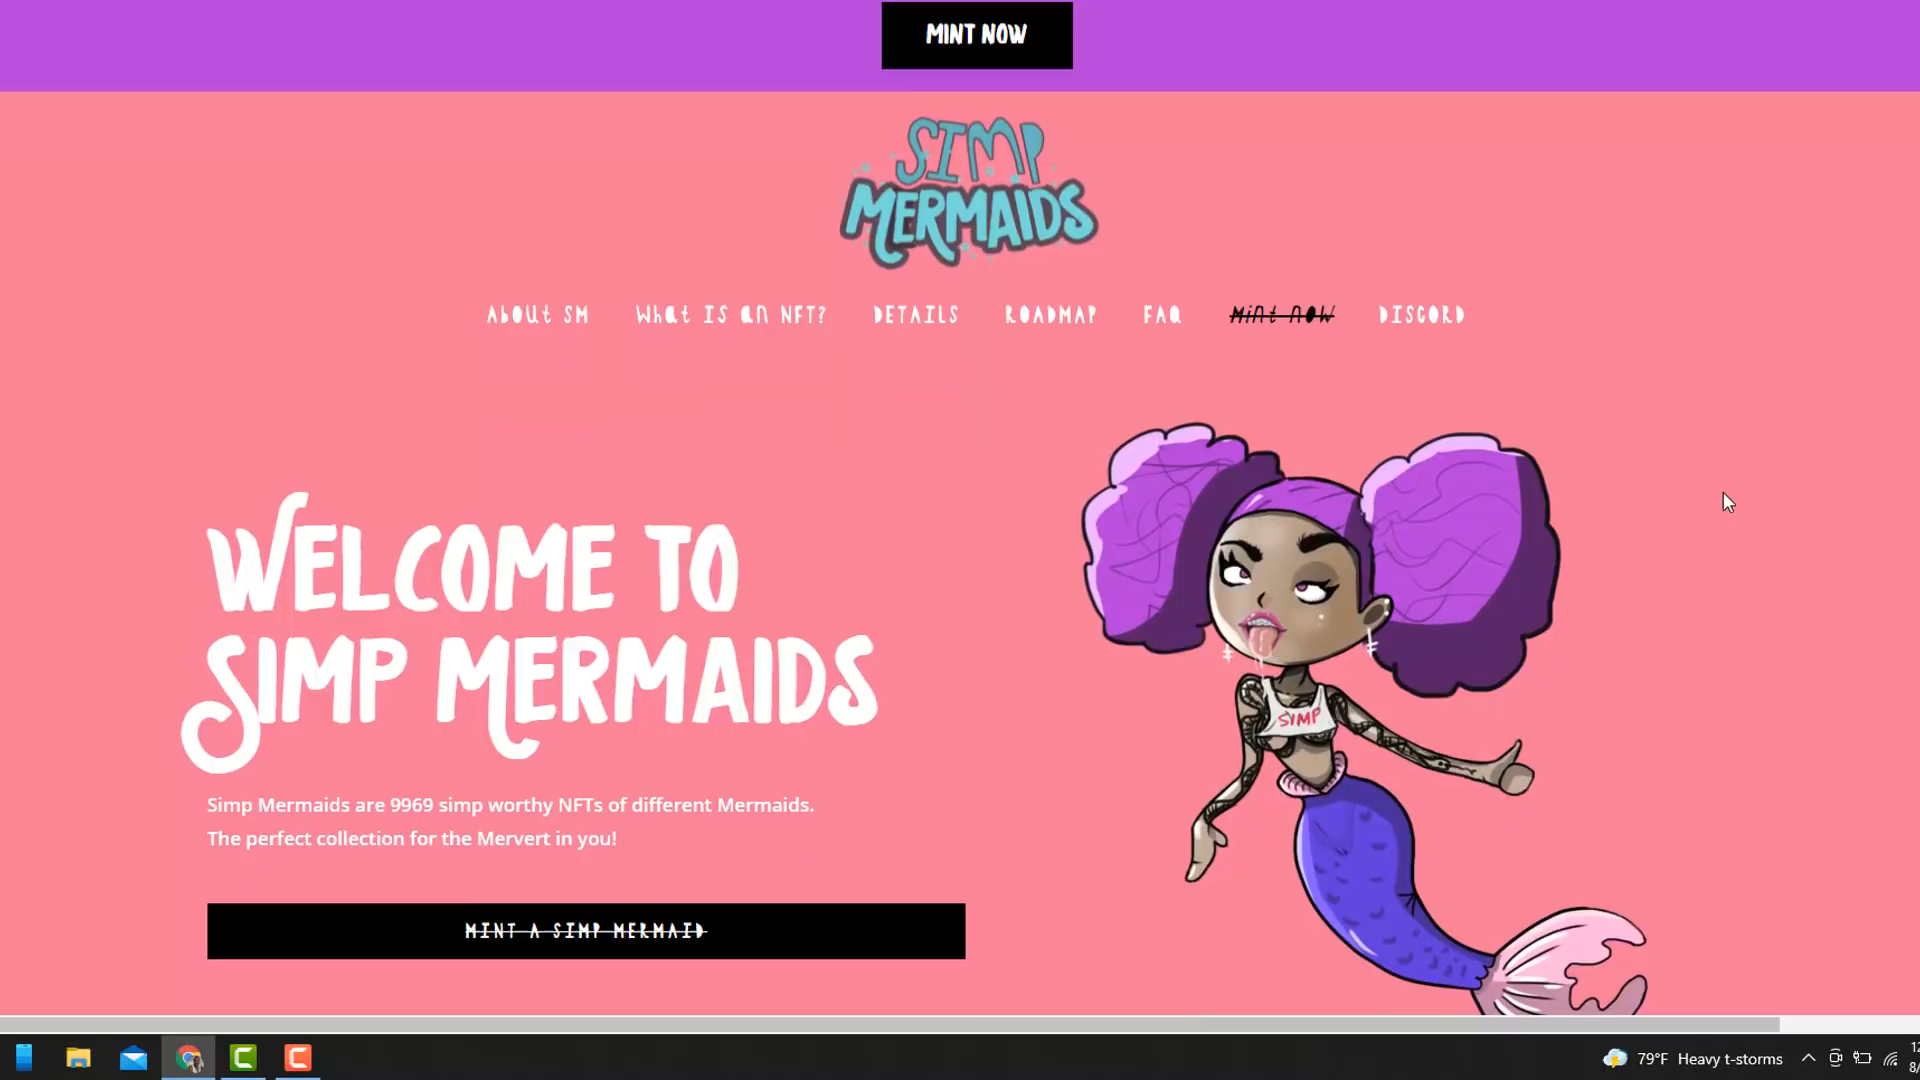 MINT NOW
SIMP
MERMAIDS
About SM What IS an NFT? DETAILS ROADMAP FAQ Mint now DISCORD
WELCOME TO
SIMP MERMAIDS
SIMP
Simp Mermaids are 9969 simp worthy NFTs of different Mermaids.
The perfect collection for the Mervert in you!
MINT A SIMP MERMAID
79°F Heavy t-storms